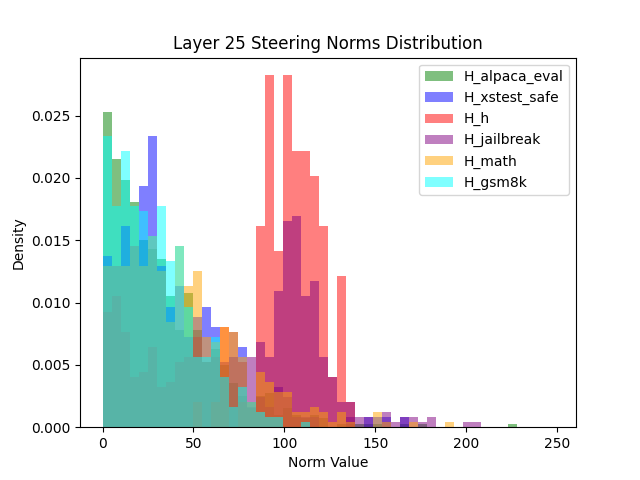 Layer 25 Steering Norms Distribution
H_alpaca_eval
H_xstest_safe
H_h
H_jailbreak
H_math
H_gsm8k
Density
0.025
0.020
0.015
0.010
0.005
0.000
0
50
100
150
200
250
Norm Value